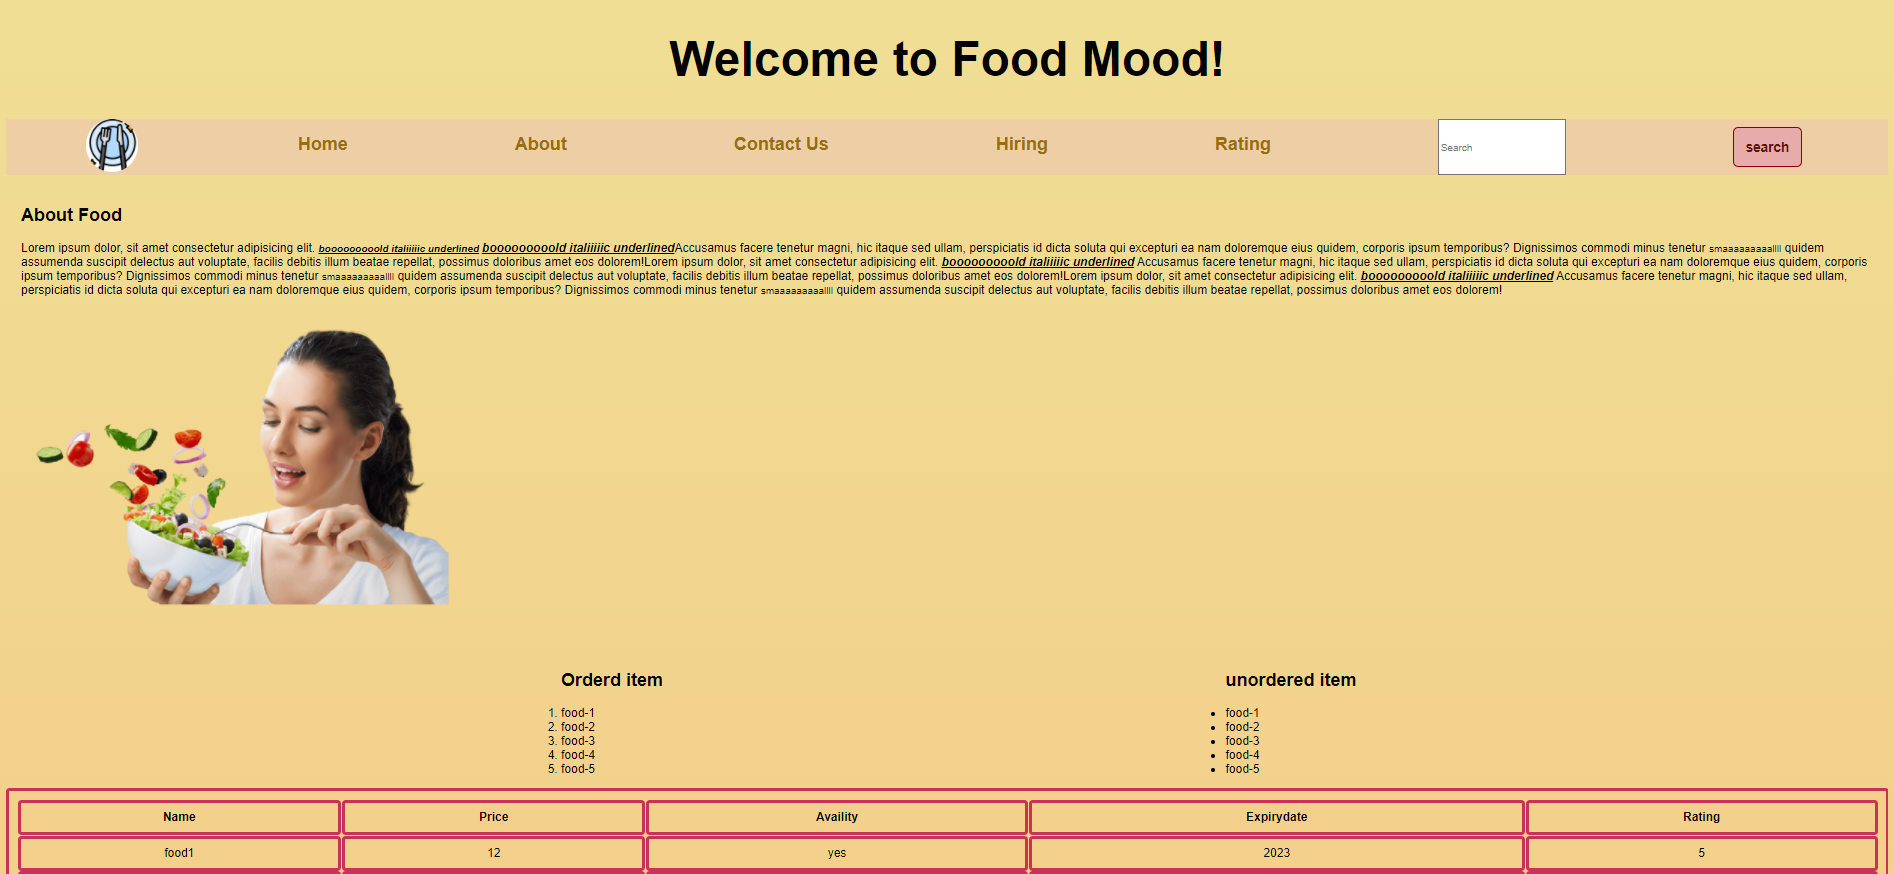 Welcome to Food Mood!
Home About Contact Us Hiring Rating Search search
About Food
Lorem ipsum dolor, sit amet consectetur adipisicing elit. booooooooold italiiiiic underlined booooooooold italiiiiic underlinedAccusamus facere tenetur magni, hic itaque sed ullam, perspiciatis id dicta soluta qui excepturi ea nam doloremque eius quidem, corporis ipsum temporibus? Dignissimos commodi minus tenetur smaaaaaaaaallll quidem
assumenda suscipit delectus aut voluptate, facilis debitis illum beatae repellat, possimus doloribus amet eos dolorem!Lorem ipsum dolor, sit amet consectetur adipisicing elit. booooooooold italiiiiic underlined Accusamus facere tenetur magni, hic itaque sed ullam, perspiciatis id dicta soluta qui excepturi ea nam doloremque eius quidem, corporis
ipsum temporibus? Dignissimos commodi minus tenetur smaaaaaaaaallll quidem assumenda suscipit delectus aut voluptate, facilis debitis illum beatae repellat, possimus doloribus amet eos dolorem!Lorem ipsum dolor, sit amet consectetur adipisicing elit. booooooooold italiiiiic underlined Accusamus facere tenetur magni, hic itaque sed ullam,
perspiciatis id dicta soluta qui excepturi ea nam doloremque eius quidem, corporis ipsum temporibus? Dignissimos commodi minus tenetur smaaaaaaaaallll quidem assumenda suscipit delectus aut voluptate, facilis debitis illum beatae repellat, possimus doloribus amet eos dolorem!
Orderd item
1. food-1
2. food-2
3. food-3
4. food-4
5. food-5
unordered item
• food-1
• food-2
• food-3
• food-4
• food-5
Name Price Availity Expirydate Rating
food1 12 yes 2023 5